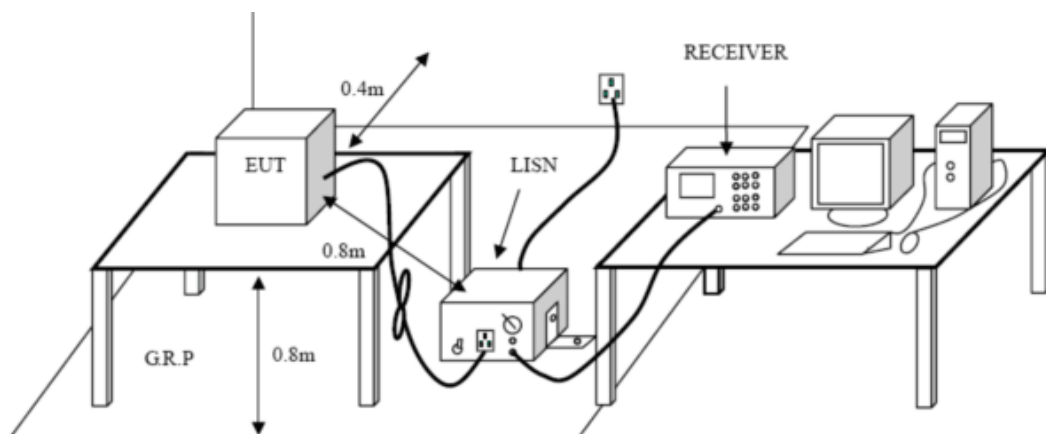 RECEIVER
0.4m
EUT
LISN
0.8m
G.R.P
0.8m